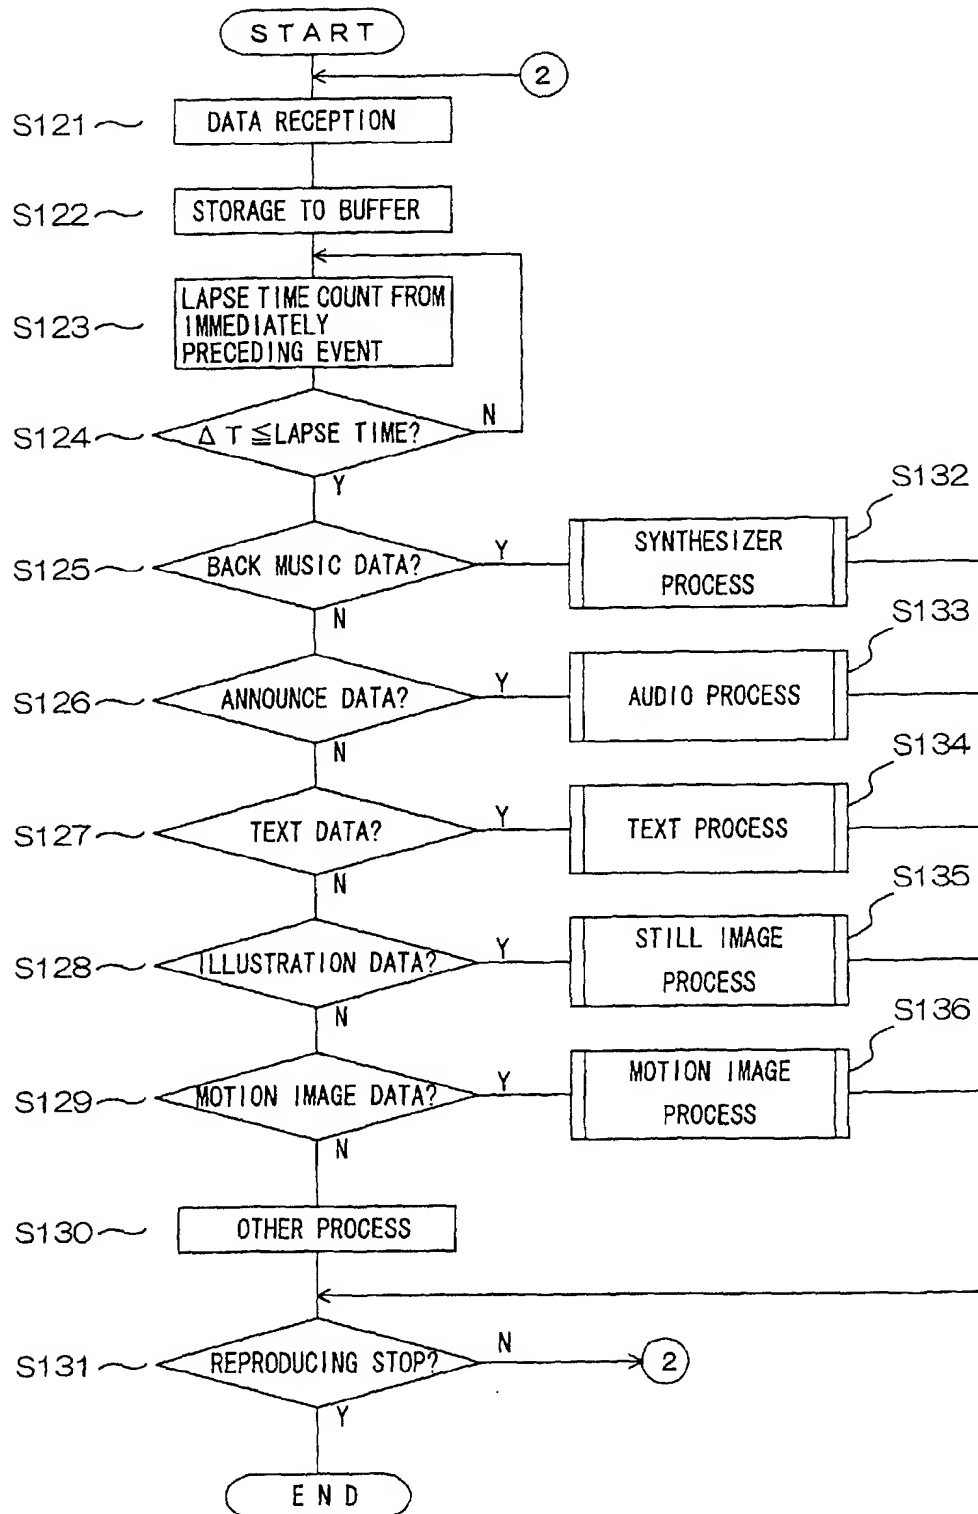 START
2
S121
DATA RECEPTION
S122
STORAGE TO BUFFER
S123
LAPSE TIME COUNT FROM
IMMEDIATELY
PRECEDING EVENT
S124
Δ T ≦LAPSE TIME?
N
Y
S125
BACK MUSIC DATA?
Y
N
SYNTHESIZER
PROCESS
S132
S126
ANNOUNCE DATA?
Y
N
AUDIO PROCESS
S133
S127
TEXT DATA?
Y
N
TEXT PROCESS
S134
S128
ILLUSTRATION DATA?
Y
N
STILL IMAGE
PROCESS
S135
S129
MOTION IMAGE DATA?
Y
N
MOTION IMAGE
PROCESS
S136
S130
OTHER PROCESS
S131
REPRODUCING STOP?
N
2
Y
END